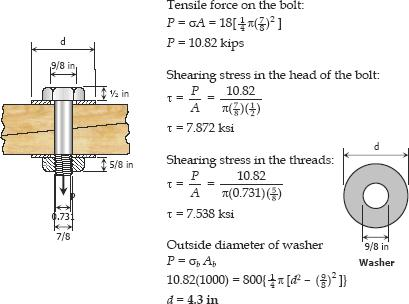 Tensile force on the bolt:
P = σA = 18[¼ π(⅞)² ]
P = 10.82 kips
Shearing stress in the head of the bolt:
τ = P/A = 10.82/π(⅞)(½)
τ = 7.872 ksi
Shearing stress in the threads:
τ = P/A = 10.82/π(0.731)(⅝)
τ = 7.538 ksi
Outside diameter of washer
P = σb Ab
10.82(1000) = 800{¼ π [d² - (9/8)² ]}
d = 4.3 in
d
9/8 in
½ in
5/8 in
P
0.731
7/8
d
9/8 in
Washer